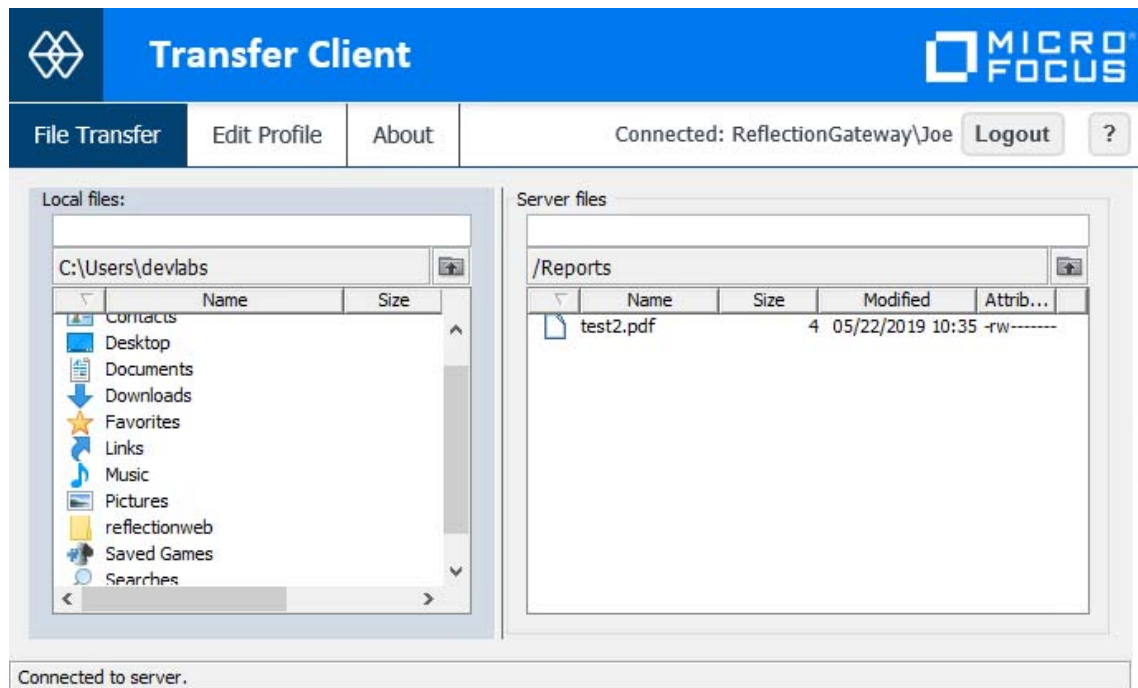 Transfer Client
MICRO
FOCUS
File Transfer Edit Profile About Connected: ReflectionGateway\Joe Logout ?
Local files:
C:\Users\devlabs
Name Size
Contacts
Desktop
Documents
Downloads
Favorites
Links
Music
Pictures
reflectionweb
Saved Games
Searches
Server files
/Reports
Name Size Modified Attrib...
test2.pdf 4 05/22/2019 10:35 -rw-------
Connected to server.